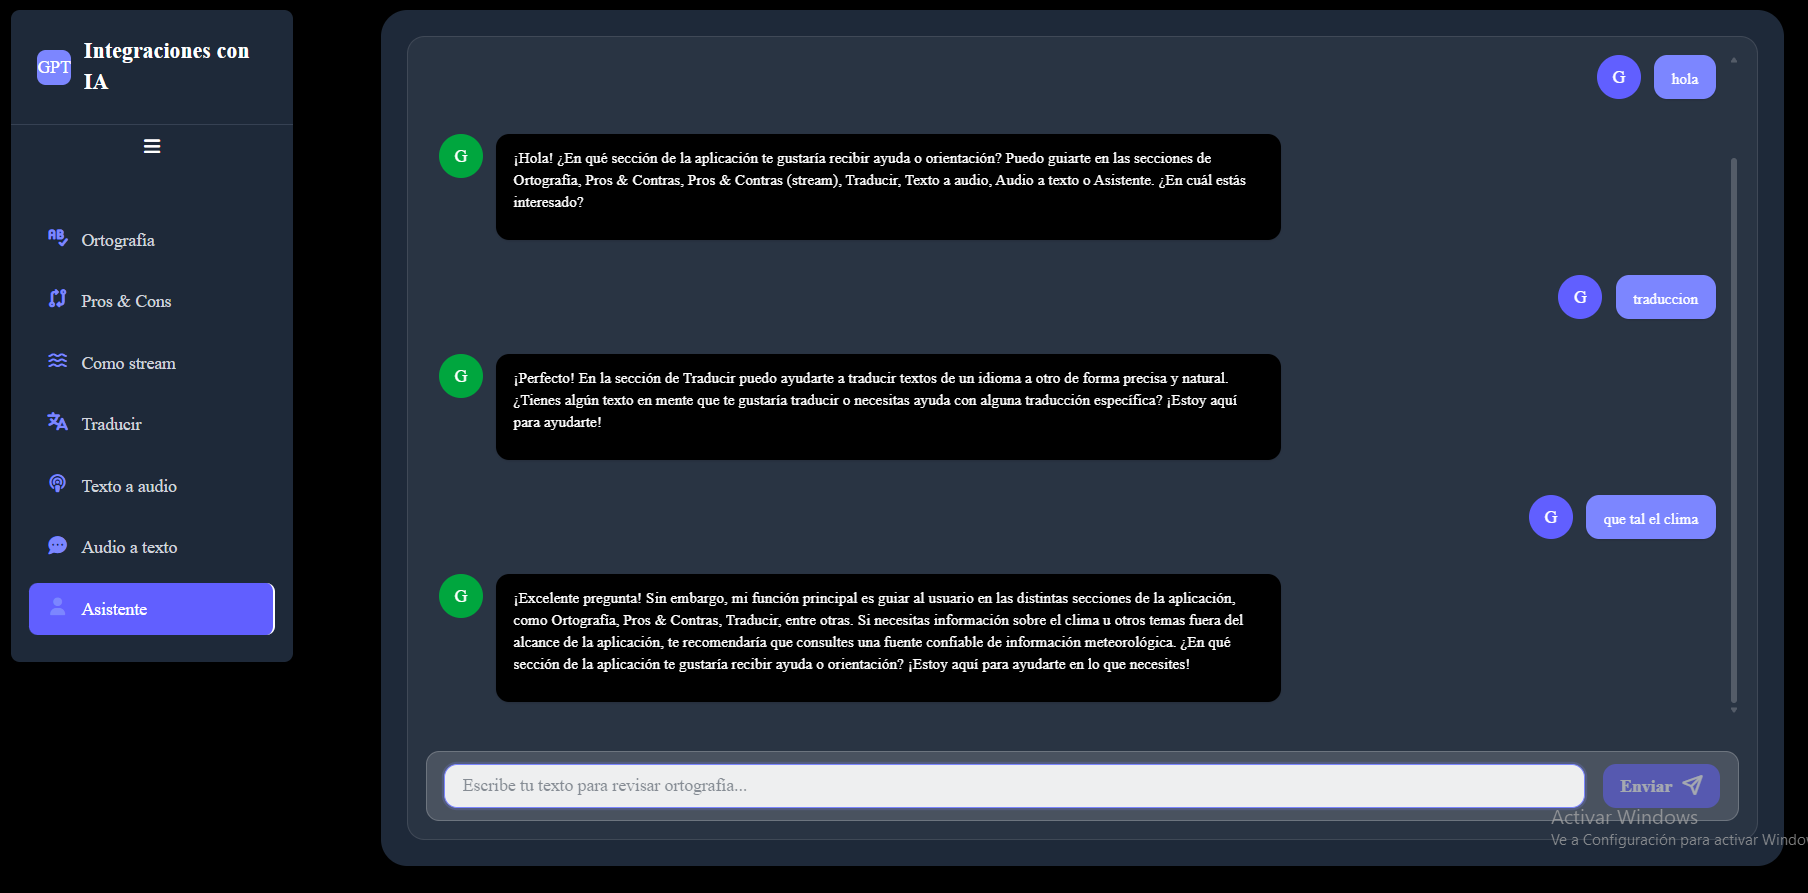 GPT
Integraciones con
IA
Ortografía
Pros & Cons
Como stream
Traducir
Texto a audio
Audio a texto
Asistente
G
hola
G
¡Hola! ¿En qué sección de la aplicación te gustaría recibir ayuda o orientación? Puedo guiarte en las secciones de
Ortografía, Pros & Contras, Pros & Contras (stream), Traducir, Texto a audio, Audio a texto o Asistente. ¿En cuál estás
interesado?
G
traduccion
G
¡Perfecto! En la sección de Traducir puedo ayudarte a traducir textos de un idioma a otro de forma precisa y natural.
¿Tienes algún texto en mente que te gustaría traducir o necesitas ayuda con alguna traducción específica? ¡Estoy aquí
para ayudarte!
G
que tal el clima
G
¡Excelente pregunta! Sin embargo, mi función principal es guiar al usuario en las distintas secciones de la aplicación,
como Ortografía, Pros & Contras, Traducir, entre otras. Si necesitas información sobre el clima u otros temas fuera del
alcance de la aplicación, te recomendaría que consultes una fuente confiable de información meteorológica. ¿En qué
sección de la aplicación te gustaría recibir ayuda o orientación? ¡Estoy aquí para ayudarte en lo que necesites!
Escribe tu texto para revisar ortografía...
Enviar
Activar Windows
Ve a Configuración para activar Windo